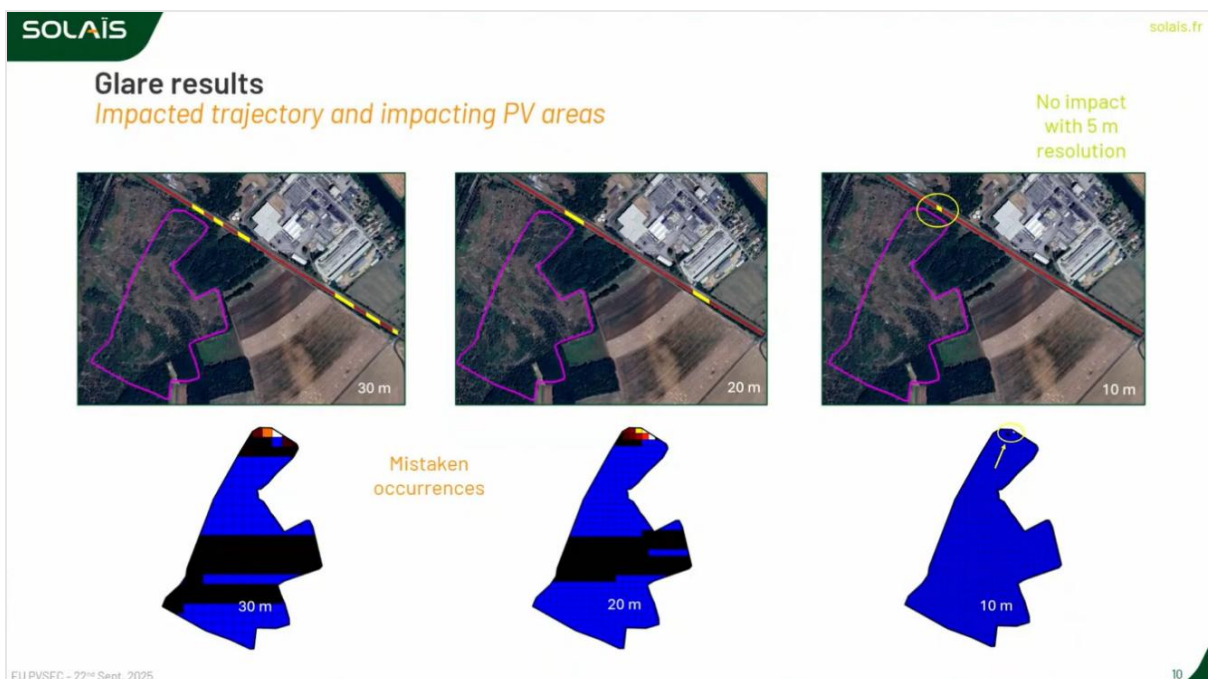 SOLAÏS
solais.fr
Glare results
Impacted trajectory and impacting PV areas
No impact
with 5 m
resolution
30 m
20 m
10 m
Mistaken
occurrences
30 m
20 m
10 m
EU PVSEC - 22nd Sept. 2025
10